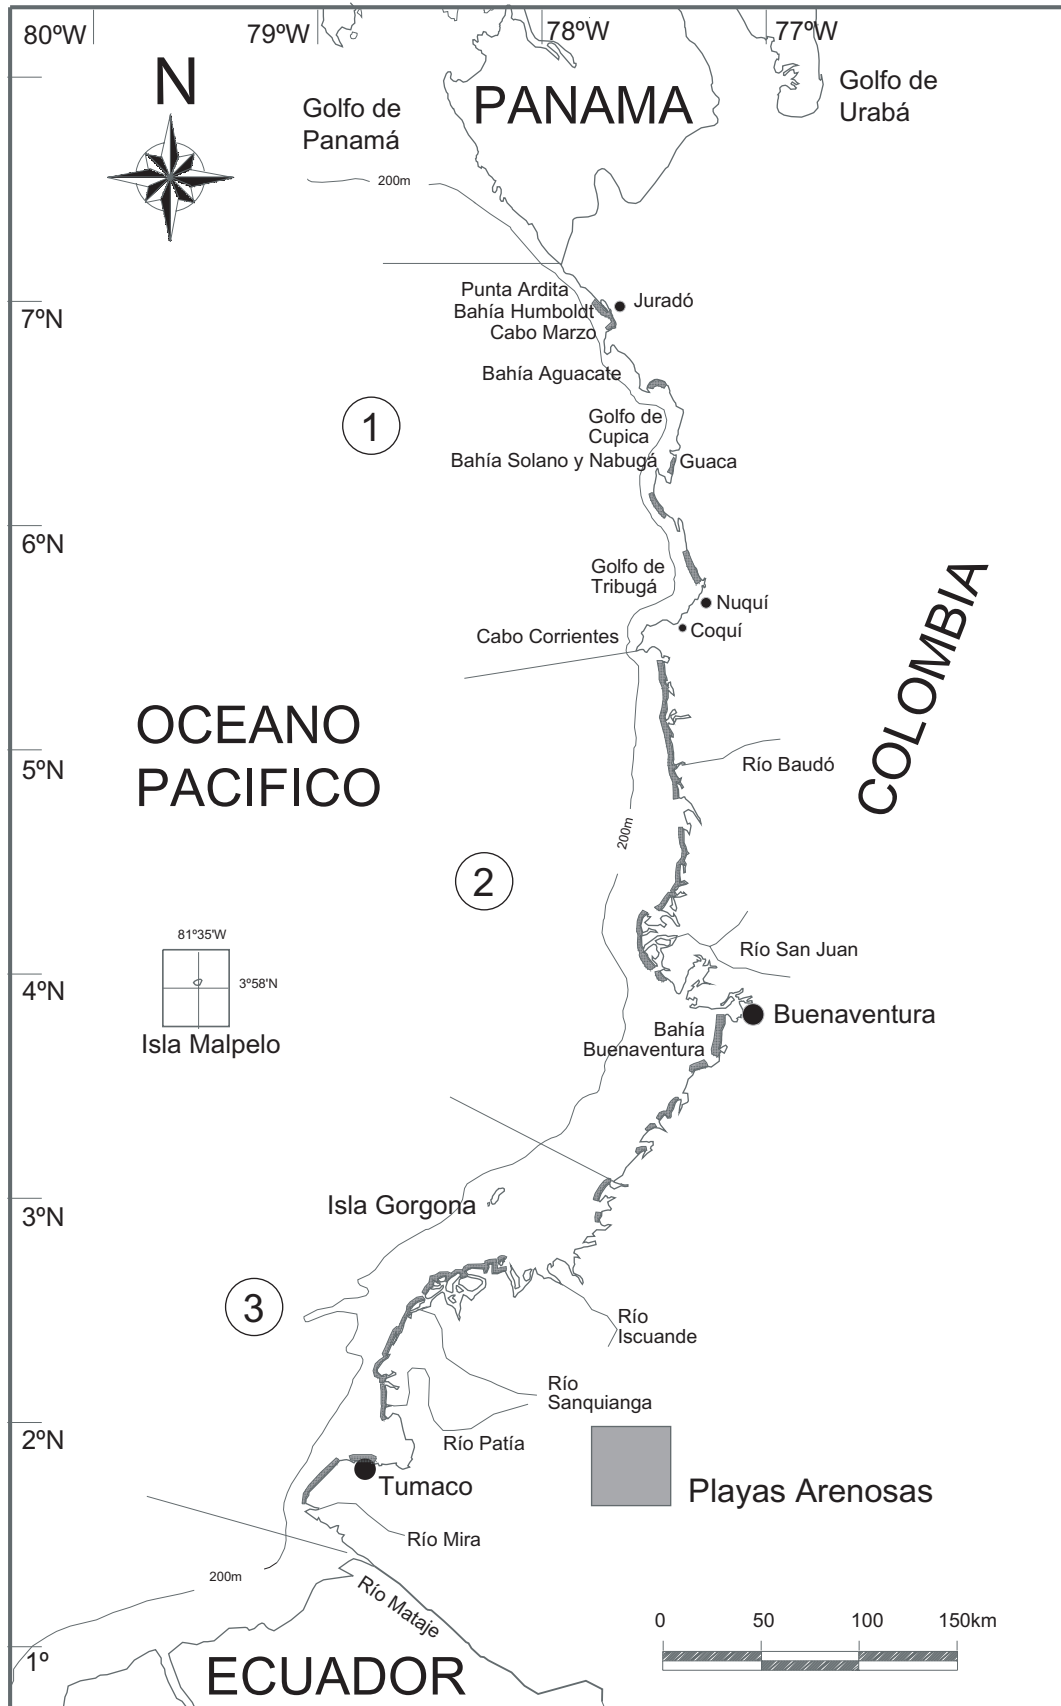 80ºW
79ºW
78ºW
77ºW
N
Golfo de
Panamá
PANAMA
Golfo de
Urabá
200m
7ºN
Punta Ardita
Bahía Humboldt
Cabo Marzo
Juradó
Bahía Aguacate
1
Golfo de
Cupica
Bahía Solano y Nabugá
Guaca
6ºN
Golfo de
Tribugá
Nuquí
Coquí
Cabo Corrientes
COLOMBIA
OCEANO
PACIFICO
5ºN
Río Baudó
200m
2
81º35'W
3º58'N
Isla Malpelo
4ºN
Río San Juan
Buenaventura
Bahía
Buenaventura
3ºN
Isla Gorgona
3
Río
Iscuande
Río
Sanquianga
2ºN
Río Patía
Tumaco
Playas Arenosas
Río Mira
200m
Río Mataje
1º
ECUADOR
0
50
100
150km